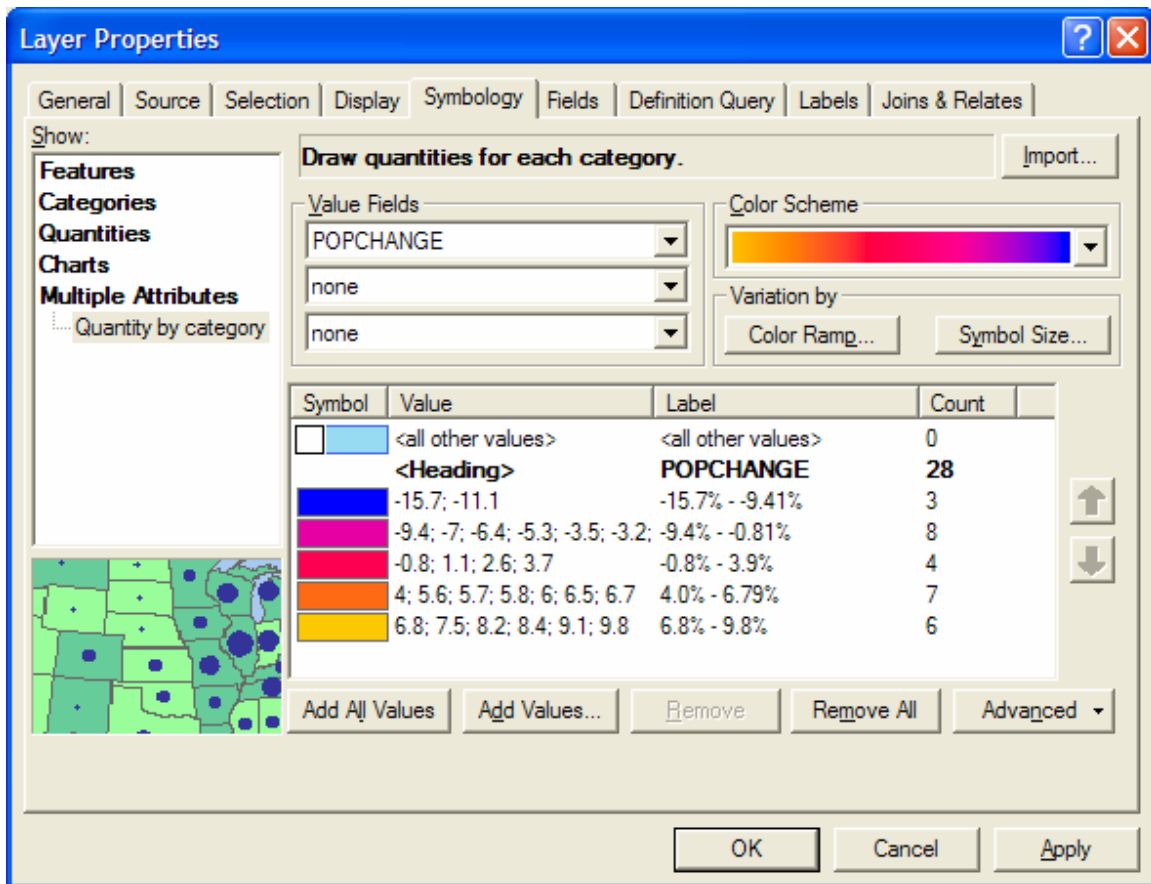 Layer Properties
General Source Selection Display Symbology Fields Definition Query Labels Joins & Relates
Show:
Features
Categories
Quantities
Charts
Multiple Attributes
Quantity by category
Draw quantities for each category.
Import...
Value Fields
POPCHANGE
none
none
Color Scheme
Variation by
Color Ramp... Symbol Size...
Symbol Value Label Count
<all other values> <all other values> 0
<Heading> POPCHANGE 28
-15.7; -11.1 -15.7% - -9.41% 3
-9.4; -7; -6.4; -5.3; -3.5; -3.2; -9.4% - -0.81% 8
-0.8; 1.1; 2.6; 3.7 -0.8% - 3.9% 4
4; 5.6; 5.7; 5.8; 6; 6.5; 6.7 4.0% - 6.79% 7
6.8; 7.5; 8.2; 8.4; 9.1; 9.8 6.8% - 9.8% 6
Add All Values Add Values... Remove Remove All Advanced
OK Cancel Apply